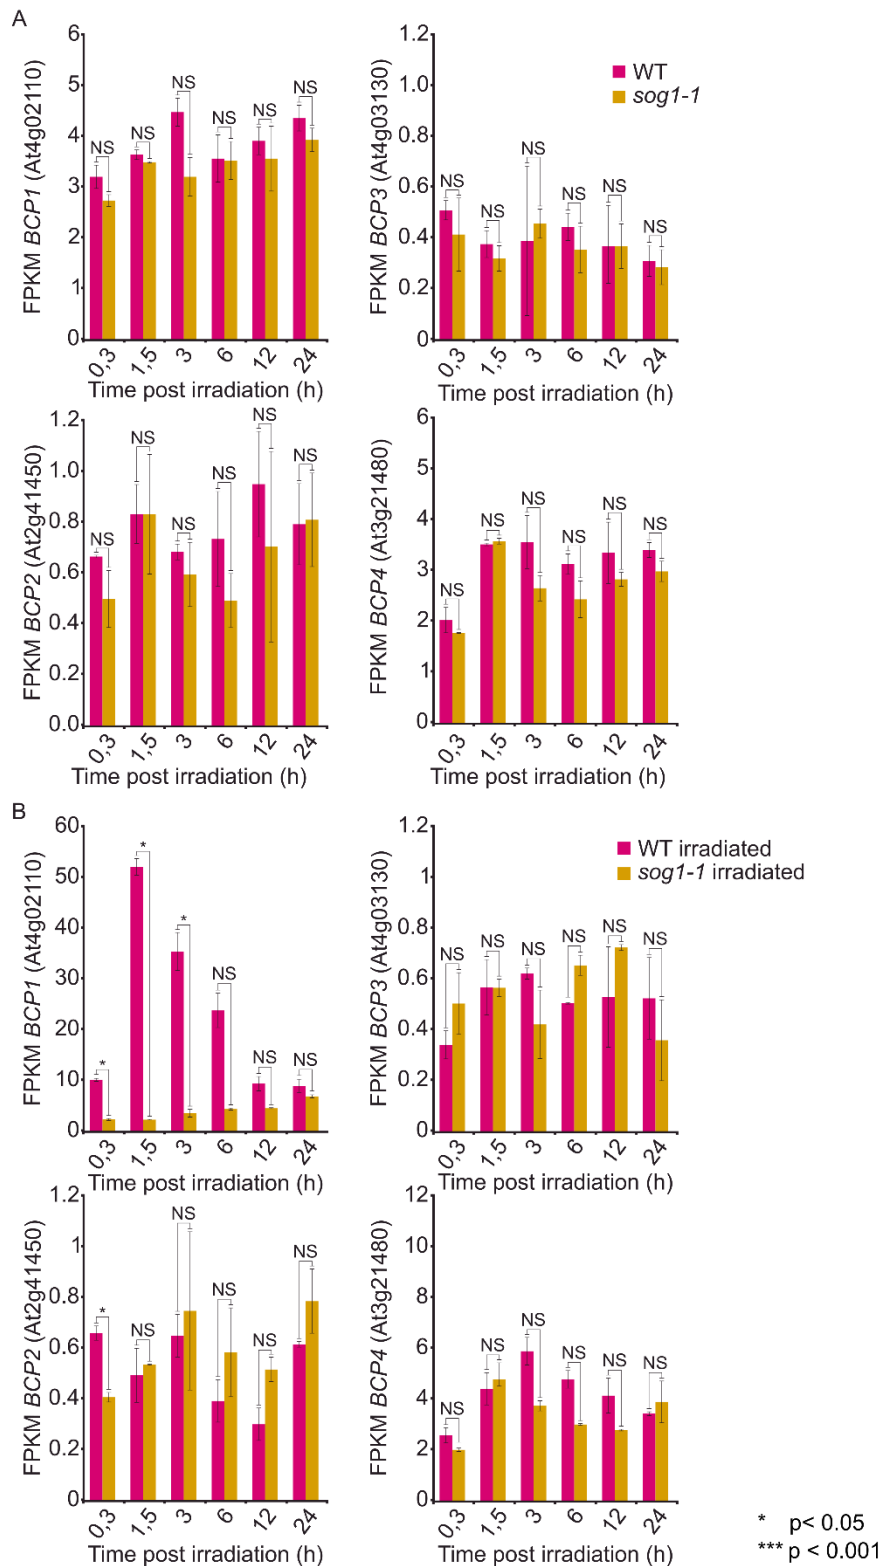 A
FPKM BCP1 (At4g02110)
6
5
4
3
2
1
0
NS NS NS NS NS NS
0,3 1,5 3 6 12 24
Time post irradiation (h)
FPKM BCP3 (At4g03130)
1.2
1.0
0.8
0.6
0.4
0.2
0
NS NS NS NS NS NS
WT
sog1-1
0,3 1,5 3 6 12 24
Time post irradiation (h)
FPKM BCP2 (At2g41450)
1.2
1.0
0.8
0.6
0.4
0.2
0.0
NS NS NS NS NS NS
0,3 1,5 3 6 12 24
Time post irradiation (h)
FPKM BCP4 (At3g21480)
6
5
4
3
2
1
0
NS NS NS NS NS NS
0,3 1,5 3 6 12 24
Time post irradiation (h)
B
FPKM BCP1 (At4g02110)
60
50
40
30
20
10
0
* * * NS NS NS
0,3 1,5 3 6 12 24
Time post irradiation (h)
FPKM BCP3 (At4g03130)
1.2
1
0.8
0.6
0.4
0.2
0
NS NS NS NS NS NS
WT irradiated
sog1-1 irradiated
0,3 1,5 3 6 12 24
Time post irradiation (h)
FPKM BCP2 (At2g41450)
1.2
1
0.8
0.6
0.4
0.2
0
* NS NS NS NS NS
0,3 1,5 3 6 12 24
Time post irradiation (h)
FPKM BCP4 (At3g21480)
12
10
8
6
4
2
0
NS NS NS NS NS NS
0,3 1,5 3 6 12 24
Time post irradiation (h)
* p< 0.05
*** p < 0.001